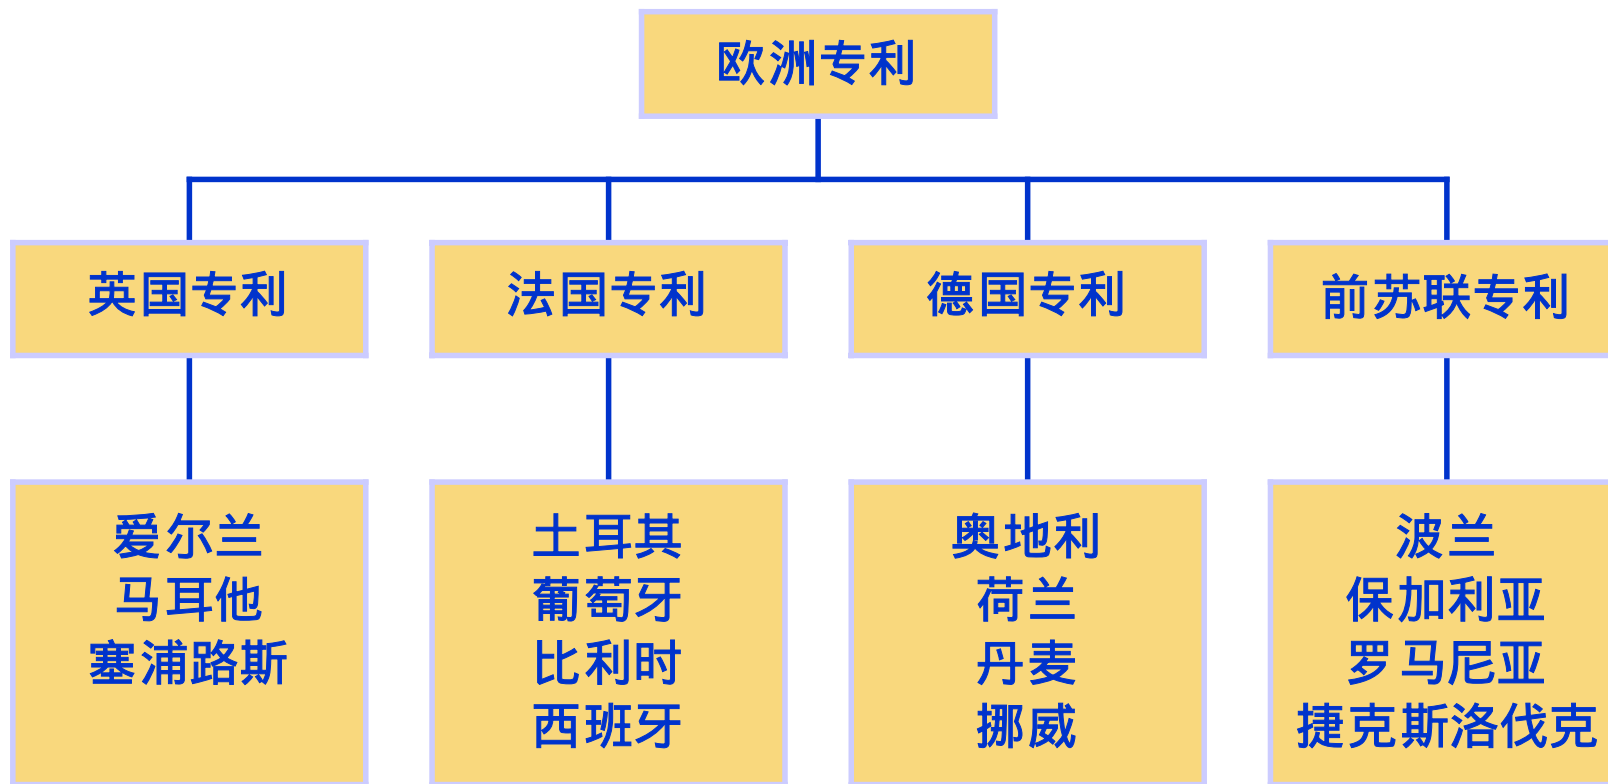 欧洲专利
英国专利
法国专利
德国专利
前苏联专利
爱尔兰
马耳他
塞浦路斯
土耳其
葡萄牙
比利时
西班牙
奥地利
荷兰
丹麦
挪威
波兰
保加利亚
罗马尼亚
捷克斯洛伐克